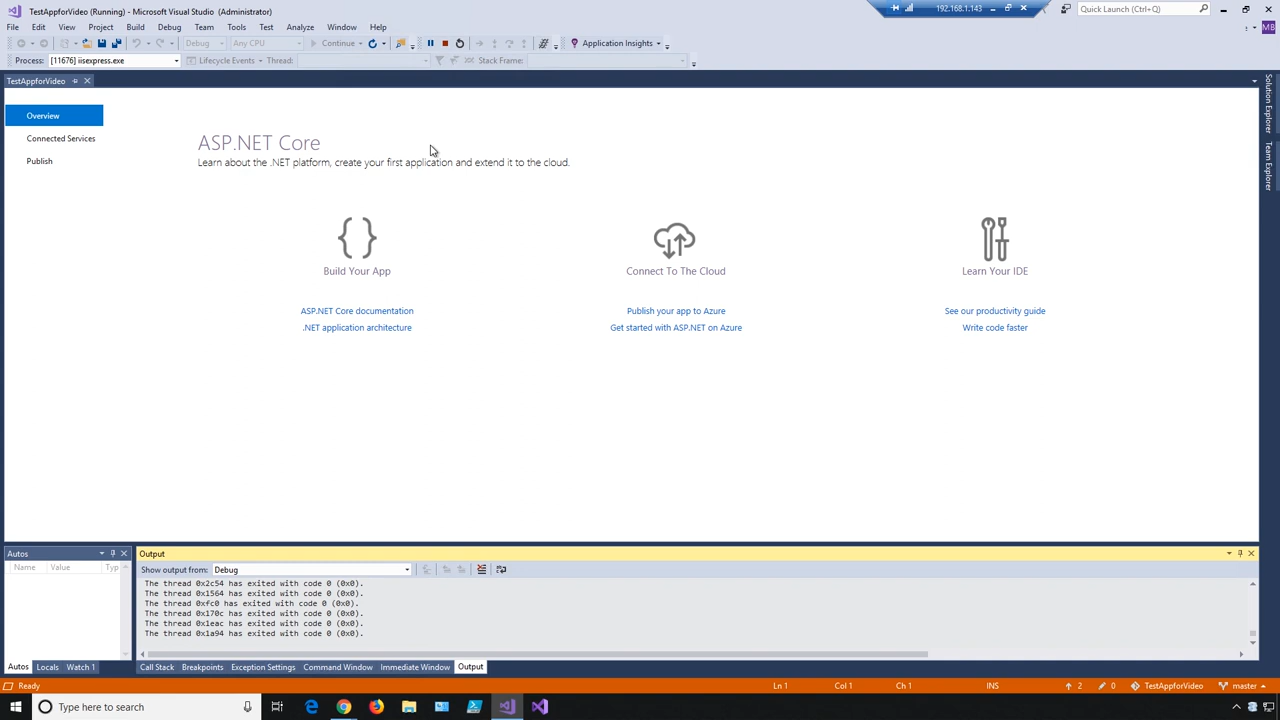 TestAppforVideo (Running) - Microsoft Visual Studio (Administrator)
192.168.1.143
Quick Launch (Ctrl+Q)
File Edit View Project Build Debug Team Tools Test Analyze Window Help
MB
Debug Any CPU Continue Application Insights
Process: [11676] iisexpress.exe Lifecycle Events Thread: Stack Frame:
TestAppforVideo
Solution Explorer
Team Explorer
Overview
Connected Services
Publish
ASP.NET Core
Learn about the .NET platform, create your first application and extend it to the cloud.
Build Your App
Connect To The Cloud
Learn Your IDE
ASP.NET Core documentation
Publish your app to Azure
See our productivity guide
.NET application architecture
Get started with ASP.NET on Azure
Write code faster
Autos
Name Value Typ
Output
Show output from: Debug
The thread 0x2c54 has exited with code 0 (0x0).
The thread 0x1564 has exited with code 0 (0x0).
The thread 0xfc0 has exited with code 0 (0x0).
The thread 0x170c has exited with code 0 (0x0).
The thread 0x1eac has exited with code 0 (0x0).
The thread 0x1a94 has exited with code 0 (0x0).
Autos Locals Watch 1
Call Stack Breakpoints Exception Settings Command Window Immediate Window Output
Ready Ln 1 Col 1 Ch 1 INS 2 0 TestAppforVideo master
Type here to search